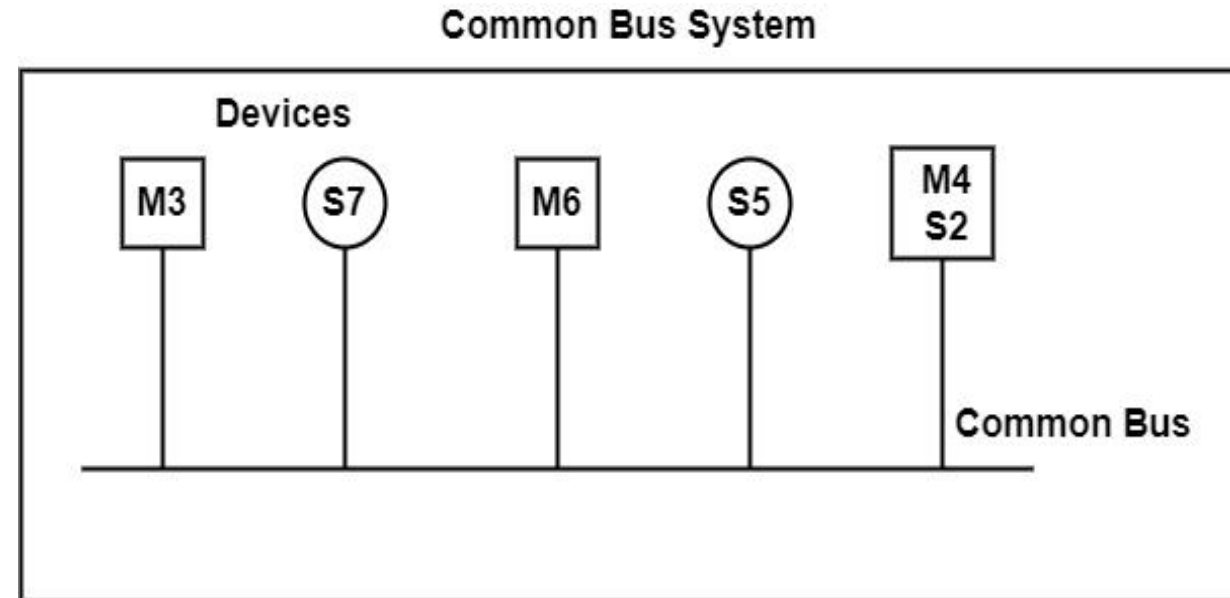 Common Bus System
Devices
M3
S7
M6
S5
M4
S2
Common Bus